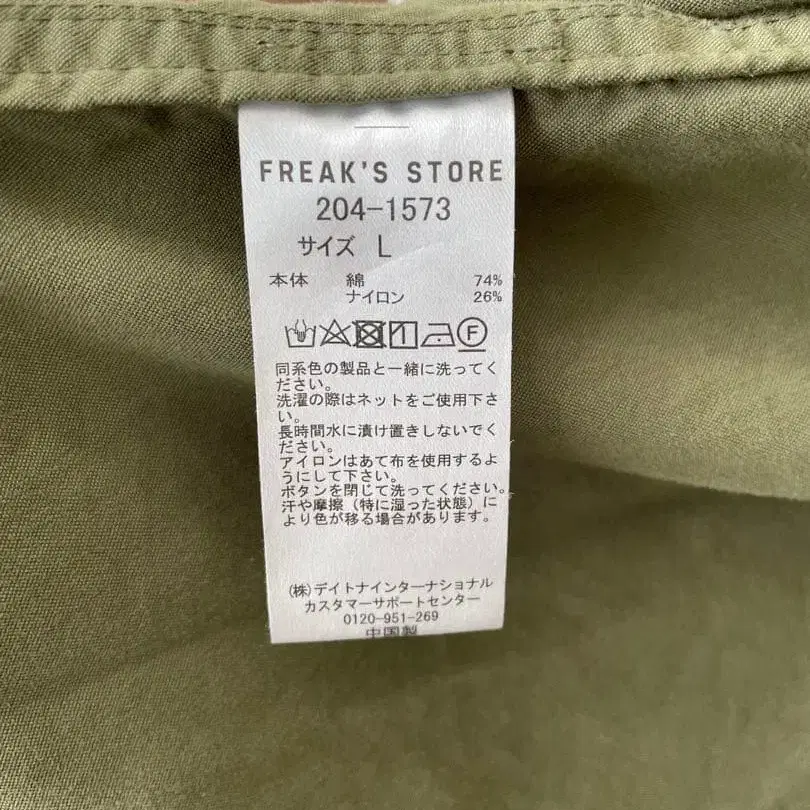 FREAK'S STORE
204-1573
サイズ L
本体 綿 74%
ナイロン 26%
F
同系色の製品と一緒に洗ってく
ださい。
洗濯の際はネットをご使用下さ
い。
長時間水に漬け置きしないでく
ださい。
アイロンはあて布を使用するよ
うにして下さい。
ボタンを閉じて洗ってください。
汗や摩擦（特に湿った状態）に
より色が移る場合があります。
(株)デイトナインターナショナル
カスタマーサポートセンター
0120-951-269
中国製